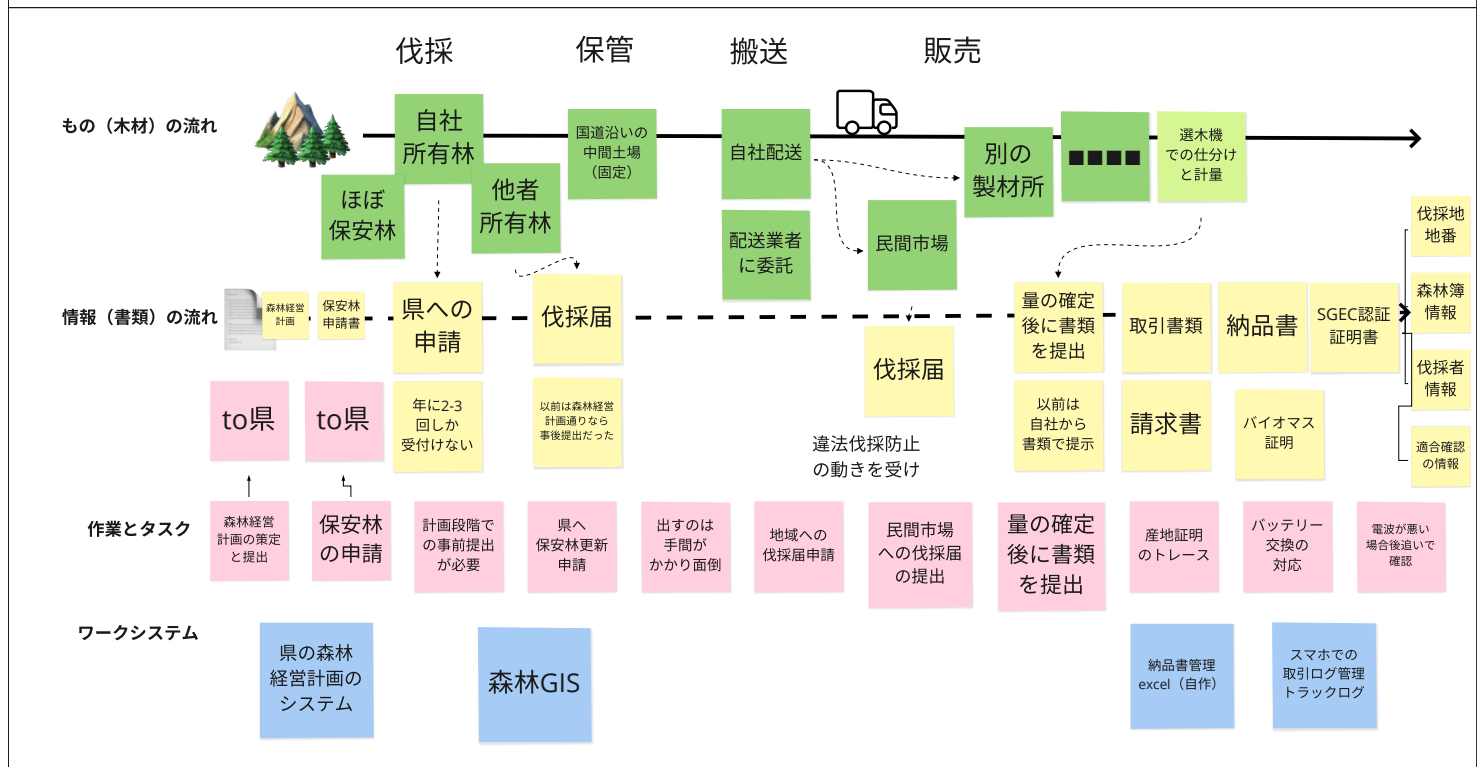 伐採
保管
搬送
販売
もの（木材）の流れ
自社
所有林
ほぼ
保安林
他者
所有林
国道沿いの
中間土場
（固定）
自社配送
配送業者
に委託
民間市場
別の
製材所
■■■■
選木機
での仕分け
と計量
情報（書類）の流れ
森林経営
計画
保安林
申請書
県への
申請
伐採届
伐採届
量の確定
後に書類
を提出
取引書類
納品書
SGEC認証
証明書
伐採地
地番
森林簿
情報
伐採者
情報
適合確認
の情報
to県
to県
年に2-3
回しか
受付けない
以前は森林経営
計画通りなら
事後提出だった
違法伐採防止
の動きを受け
以前は
自社から
書類で提示
請求書
バイオマス
証明
作業とタスク
森林経営
計画の策定
と提出
保安林
の申請
計画段階で
の事前提出
が必要
県へ
保安林更新
申請
出すのは
手間が
かかり面倒
地域への
伐採届申請
民間市場
への伐採届
の提出
量の確定
後に書類
を提出
産地証明
のトレース
バッテリー
交換の
対応
電波が悪い
場合後追いで
確認
ワークシステム
県の森林
経営計画の
システム
森林GIS
納品書管理
excel（自作）
スマホでの
取引ログ管理
トラックログ